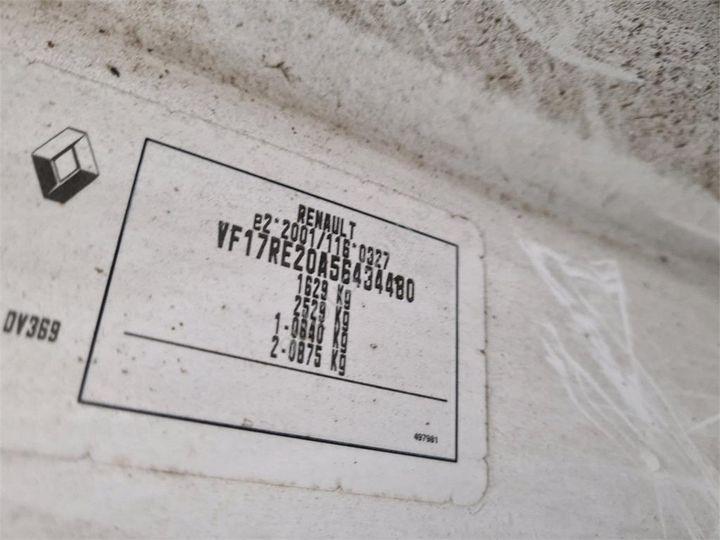 RENAULT
e2*2001/116*0327
VF17RE20A56434480
1629 Kg
2529 Kg
1-0840 Kg
2-0875 Kg
DV369
497981